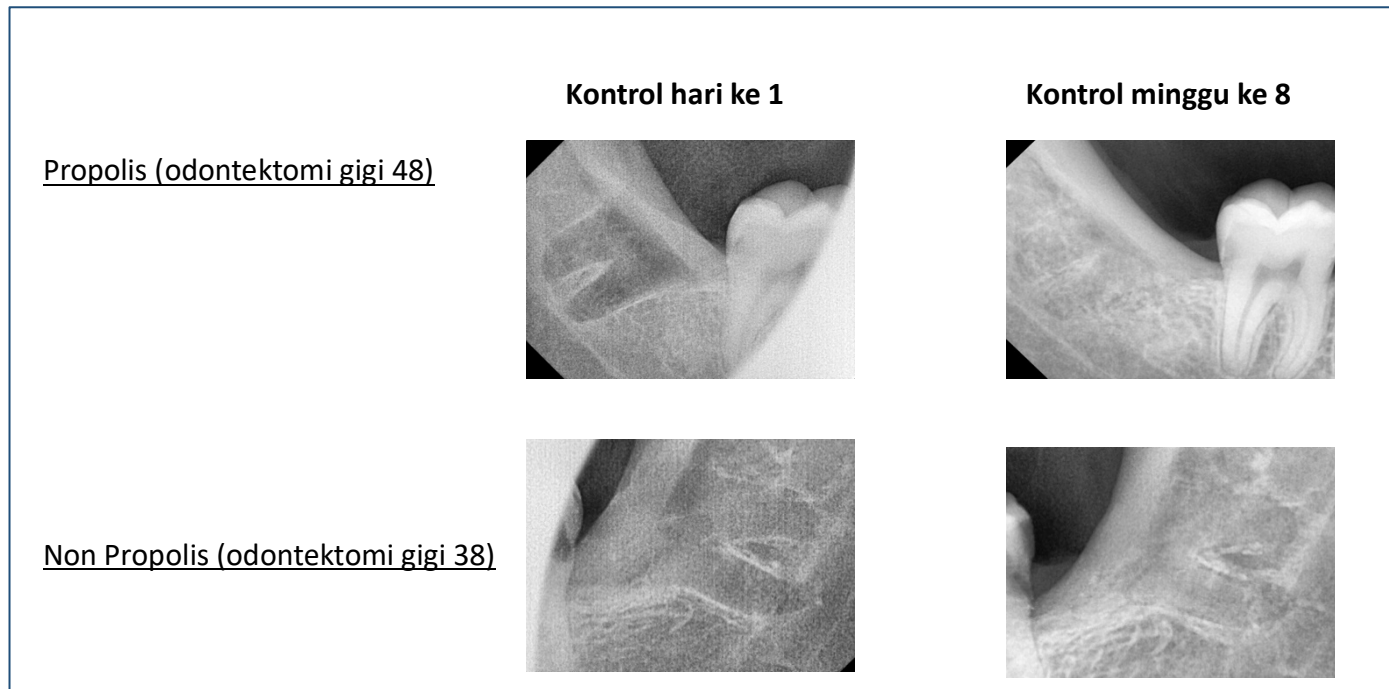 Kontrol hari ke 1
Kontrol minggu ke 8
Propolis (odontektomi gigi 48)
Non Propolis (odontektomi gigi 38)